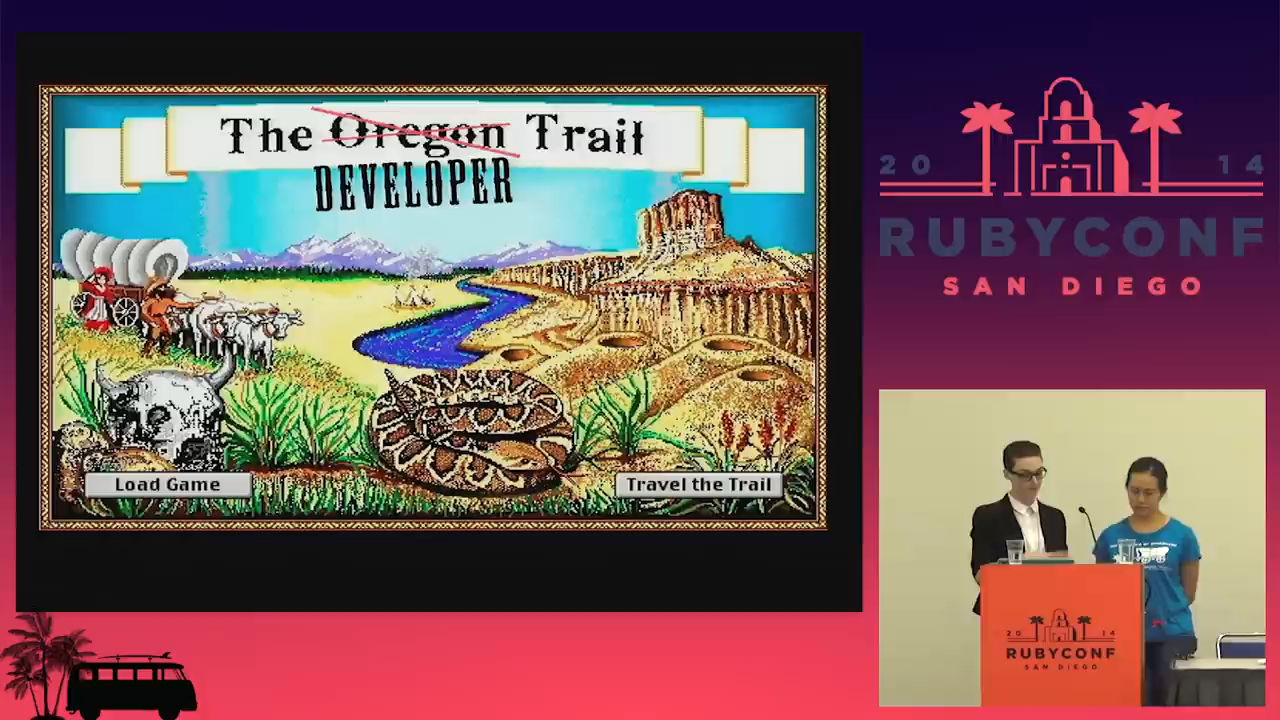 The Oregon Trail
DEVELOPER
Load Game
Travel the Trail
20 14
RUBYCONF
SAN DIEGO
20 14
RUBYCONF
SAN DIEGO